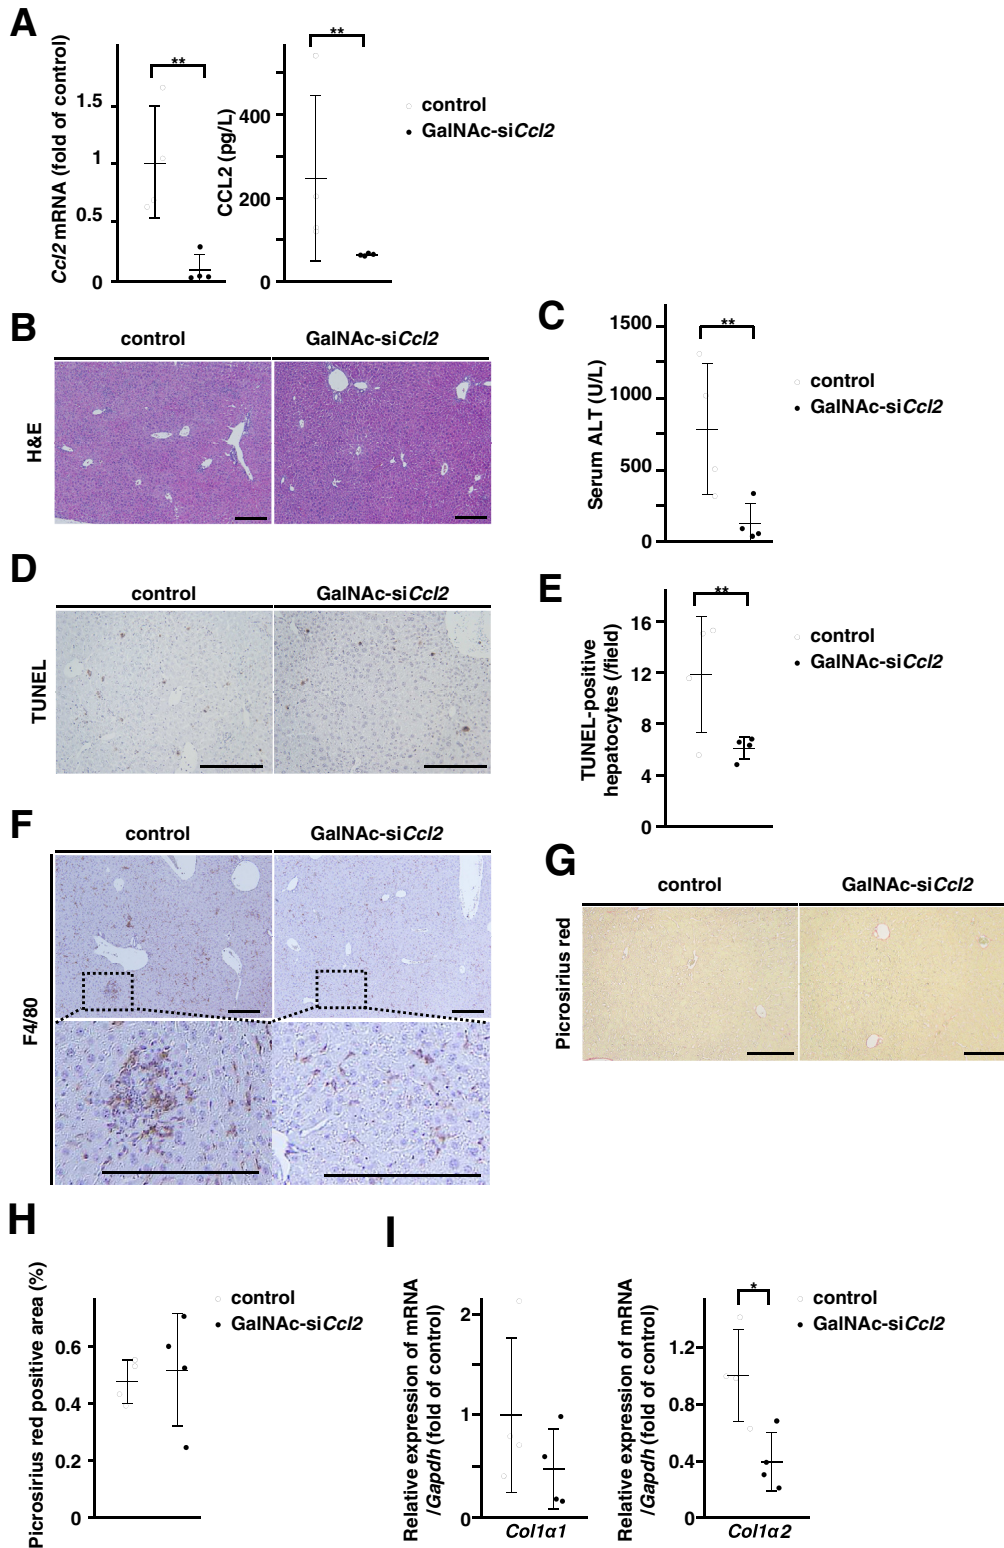 A
Ccl2 mRNA (fold of control)
1.5
1
0.5
0
**
CCL2 (pg/L)
400
200
0
**
control
GalNAc-siCcl2
B
control
GalNAc-siCcl2
H&E
C
Serum ALT (U/L)
1500
1000
500
0
**
control
GalNAc-siCcl2
D
control
GalNAc-siCcl2
TUNEL
E
TUNEL-positive
hepatocytes (/field)
16
12
8
4
0
**
control
GalNAc-siCcl2
F
control
GalNAc-siCcl2
F4/80
G
control
GalNAc-siCcl2
Picrosirius red
H
Picrosirius red positive area (%)
0.6
0.4
0.2
0
control
GalNAc-siCcl2
I
Relative expression of mRNA
/Gapdh (fold of control)
2
1
0
Col1α1
Relative expression of mRNA
/Gapdh (fold of control)
1.2
0.8
0.4
0
*
Col1α2
control
GalNAc-siCcl2